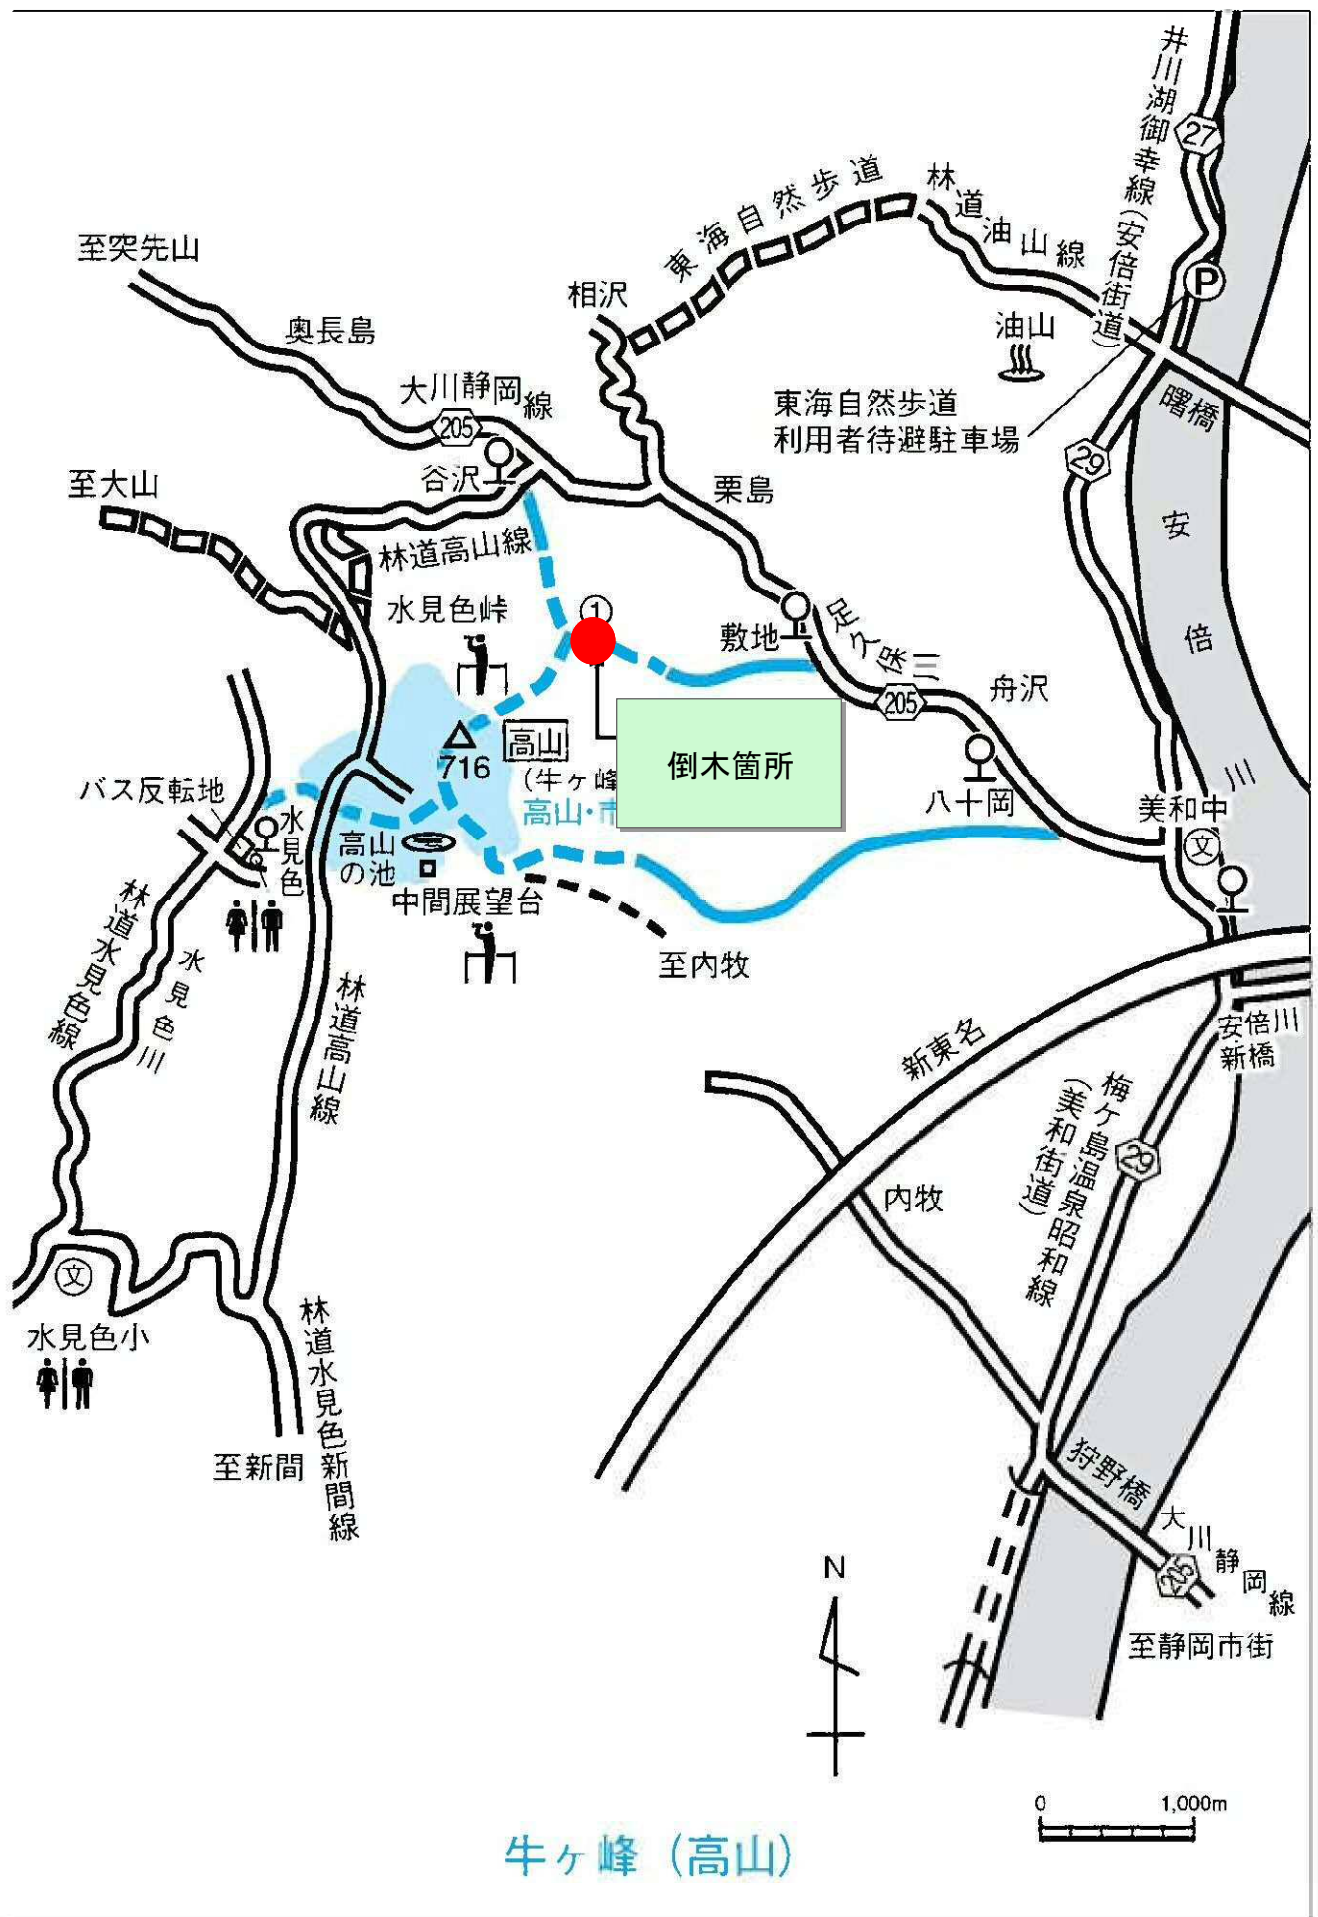 井川湖御幸線(安倍街道)
27
東海自然歩道
林道油山線
至突先山
P
相沢
奥長島
油山
大川静岡線
205
東海自然歩道
利用者待避駐車場
曙橋
29
谷沢
至大山
栗島
安倍川
林道高山線
水見色峠
①
敷地
足久保三
205
舟沢
高山
716
(牛ヶ峰
高山・市
倒木箇所
バス反転地
八十岡
美和中
文
水見色
高山
の池
中間展望台
至内牧
林道水見色線
水見色川
林道高山線
安倍川
新橋
新東名
梅ケ島温泉昭和線
(美和街道)
29
内牧
文
水見色小
林道水見色新間線
至新間
狩野橋
大川静岡線
205
至静岡市街
N
0 1,000m
牛ヶ峰(高山)